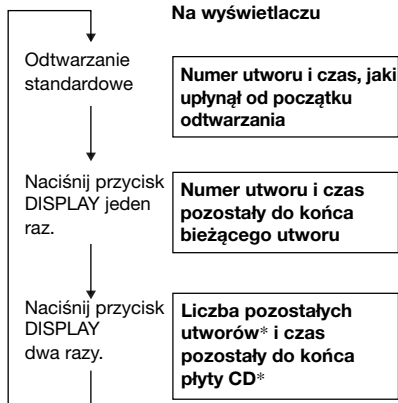 Na wyświetlaczu
Odtwarzanie
standardowe
Numer utworu i czas, jaki
upłynął od początku
odtwarzania
Naciśnij przycisk
DISPLAY jeden
raz.
Numer utworu i czas
pozostały do końca
bieżącego utworu
Naciśnij przycisk
DISPLAY
dwa razy.
Liczba pozostałych
utworów* i czas
pozostały do końca
płyty CD*